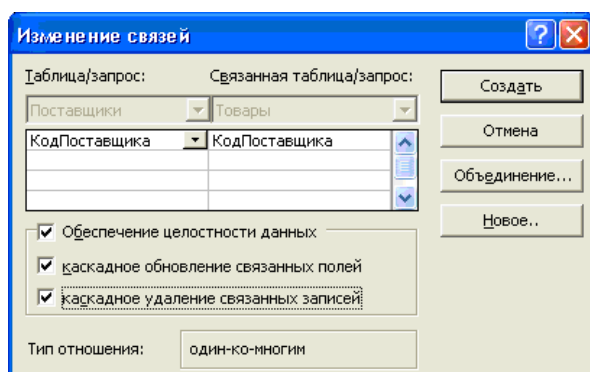 Изменение связей
Таблица/запрос: Связанная таблица/запрос:
Поставщики Товары
КодПоставщика КодПоставщика
Обеспечение целостности данных
каскадное обновление связанных полей
каскадное удаление связанных записей
Тип отношения: один-ко-многим
Создать
Отмена
Объединение...
Новое..